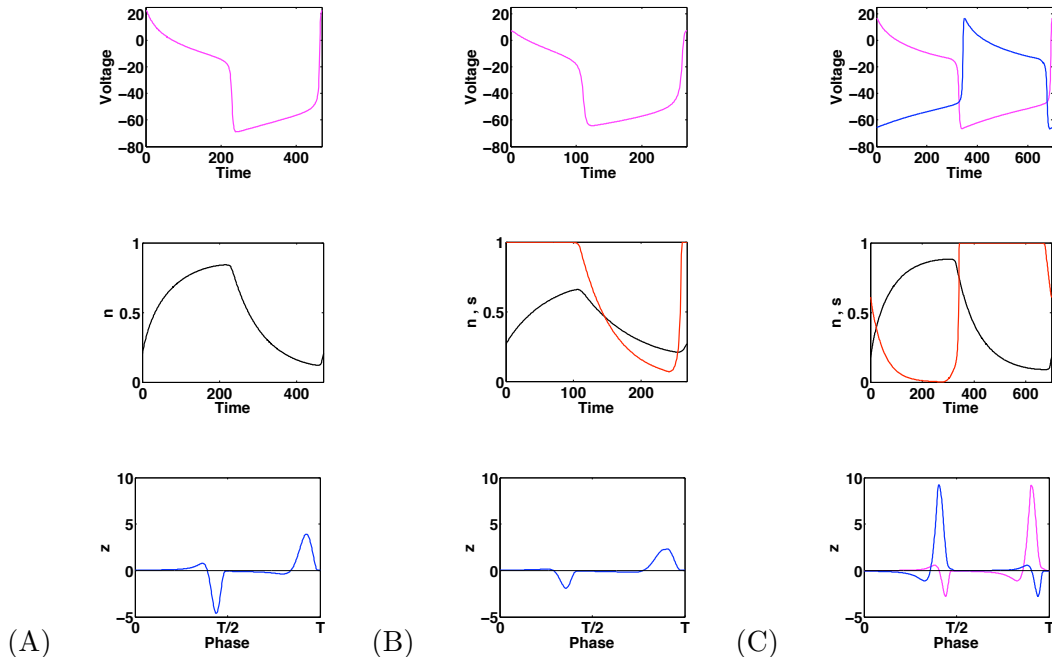 20
0
−20
−40
−60
−80
Voltage
0 200 400
Time
20
0
−20
−40
−60
−80
Voltage
0 100 200
Time
20
0
−20
−40
−60
−80
Voltage
0 200 400 600
Time
1
0.5
0
n
0 200 400
Time
1
0.5
0
n , s
0 100 200
Time
1
0.5
0
n , s
0 200 400 600
Time
10
5
0
−5
z
0 T/2 T
Phase
(A)
10
5
0
−5
z
0 T/2 T
Phase
(B)
10
5
0
−5
z
0 T/2 T
Phase
(C)